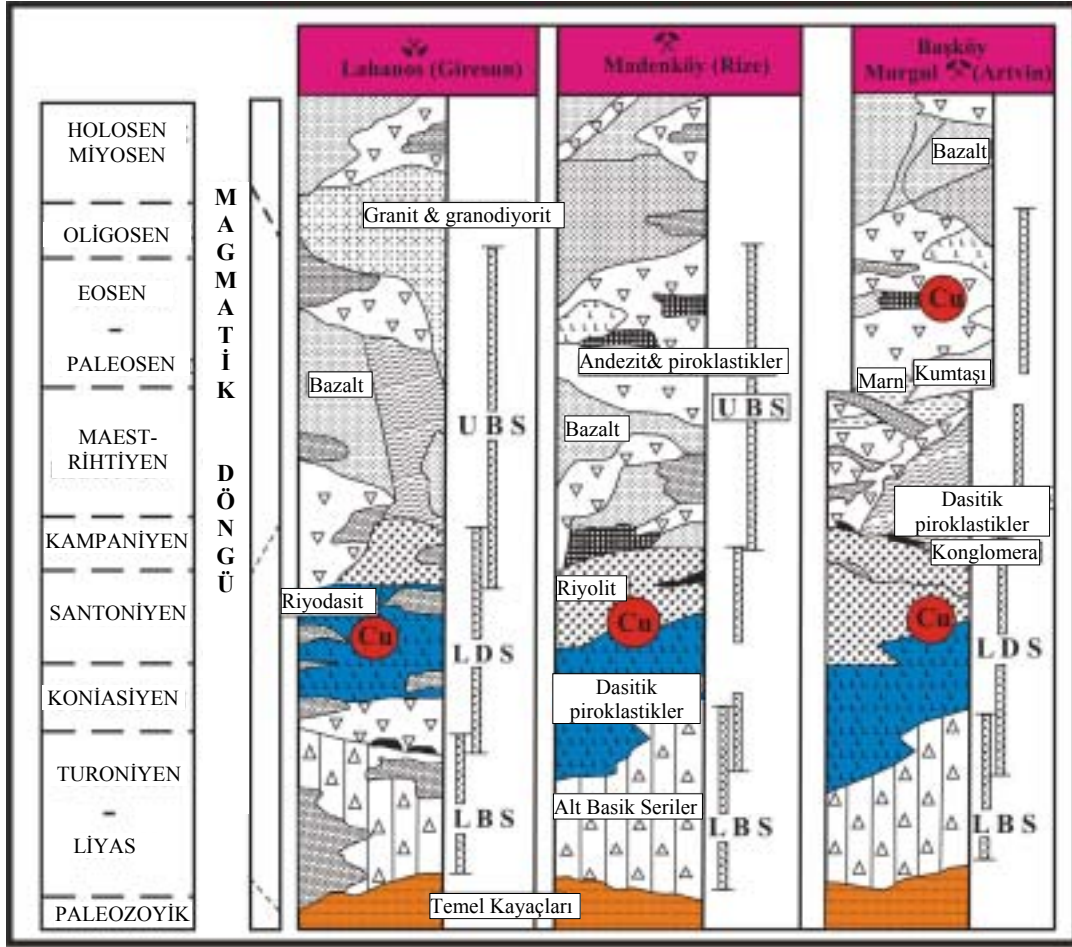 Lahanos (Giresun)
Madenköy (Rize)
Başköy
Murgul (Artvin)
HOLOSEN
MİYOSEN
OLİGOSEN
EOSEN
–
PALEOSEN
MAEST-
RİHTİYEN
KAMPANİYEN
SANTONİYEN
KONİASİYEN
TURONİYEN
–
LİYAS
PALEOZOYİK
MAGMATİK
DÖNGÜ
Granit & granodiyorit
Bazalt
UBS
Riyodasit
Cu
LDS
LBS
Andezit& piroklastikler
UBS
Bazalt
Riyolit
Cu
Dasitik
piroklastikler
Alt Basik Seriler
LBS
Temel Kayaçları
Bazalt
Cu
Marn
Kumtaşı
Dasitik
piroklastikler
Konglomera
Cu
LDS
LBS